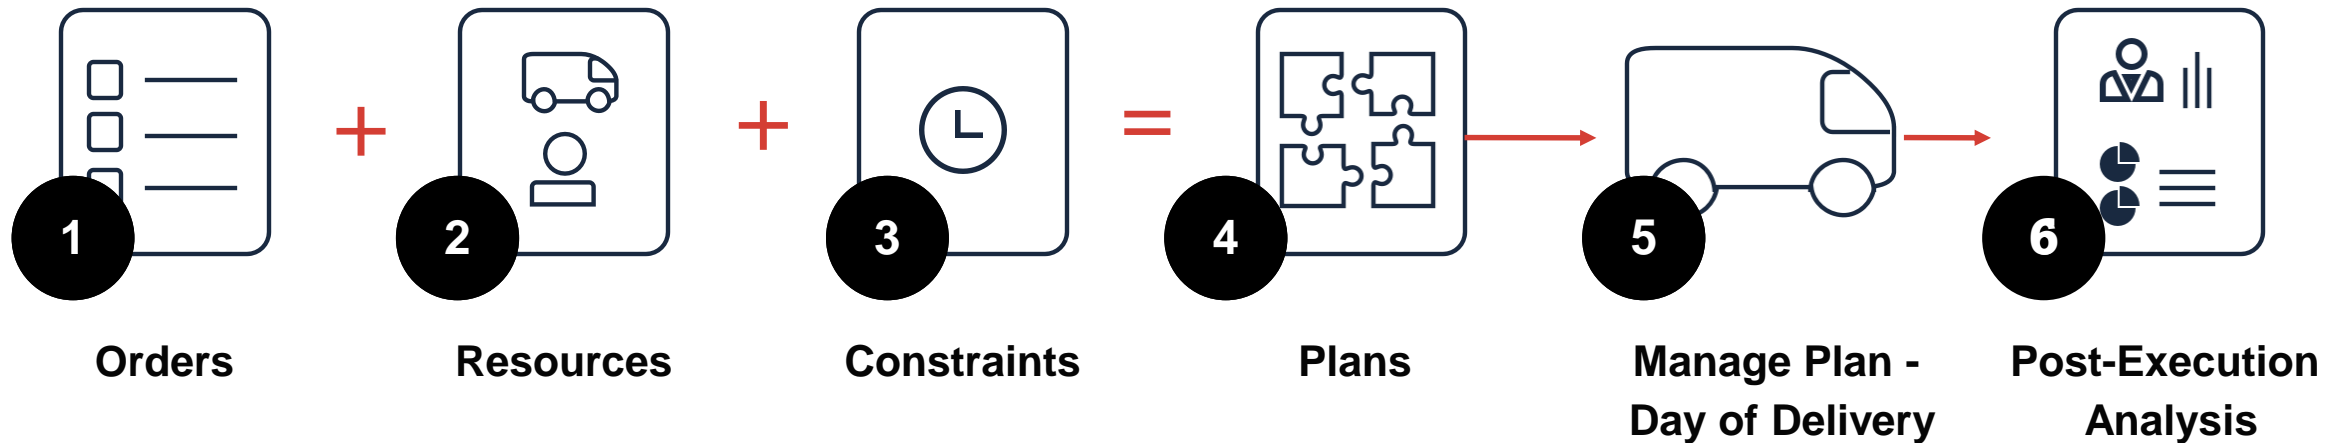 1
2
3
4
5
6
Orders
Resources
Constraints
Plans
Manage Plan -
Day of Delivery
Post-Execution
Analysis